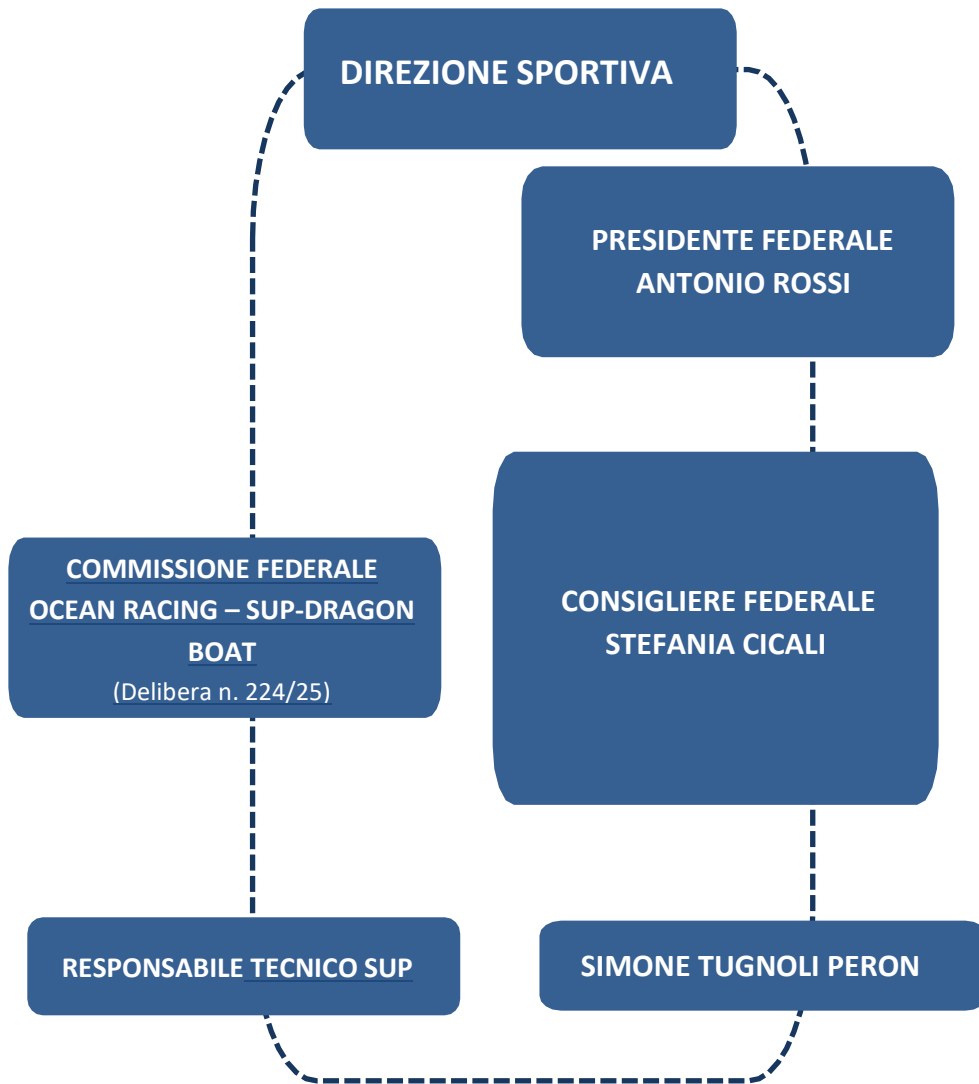 DIREZIONE SPORTIVA
PRESIDENTE FEDERALE
ANTONIO ROSSI
COMMISSIONE FEDERALE
OCEAN RACING – SUP-DRAGON
BOAT
(Delibera n. 224/25)
CONSIGLIERE FEDERALE
STEFANIA CICALI
RESPONSABILE TECNICO SUP
SIMONE TUGNOLI PERON